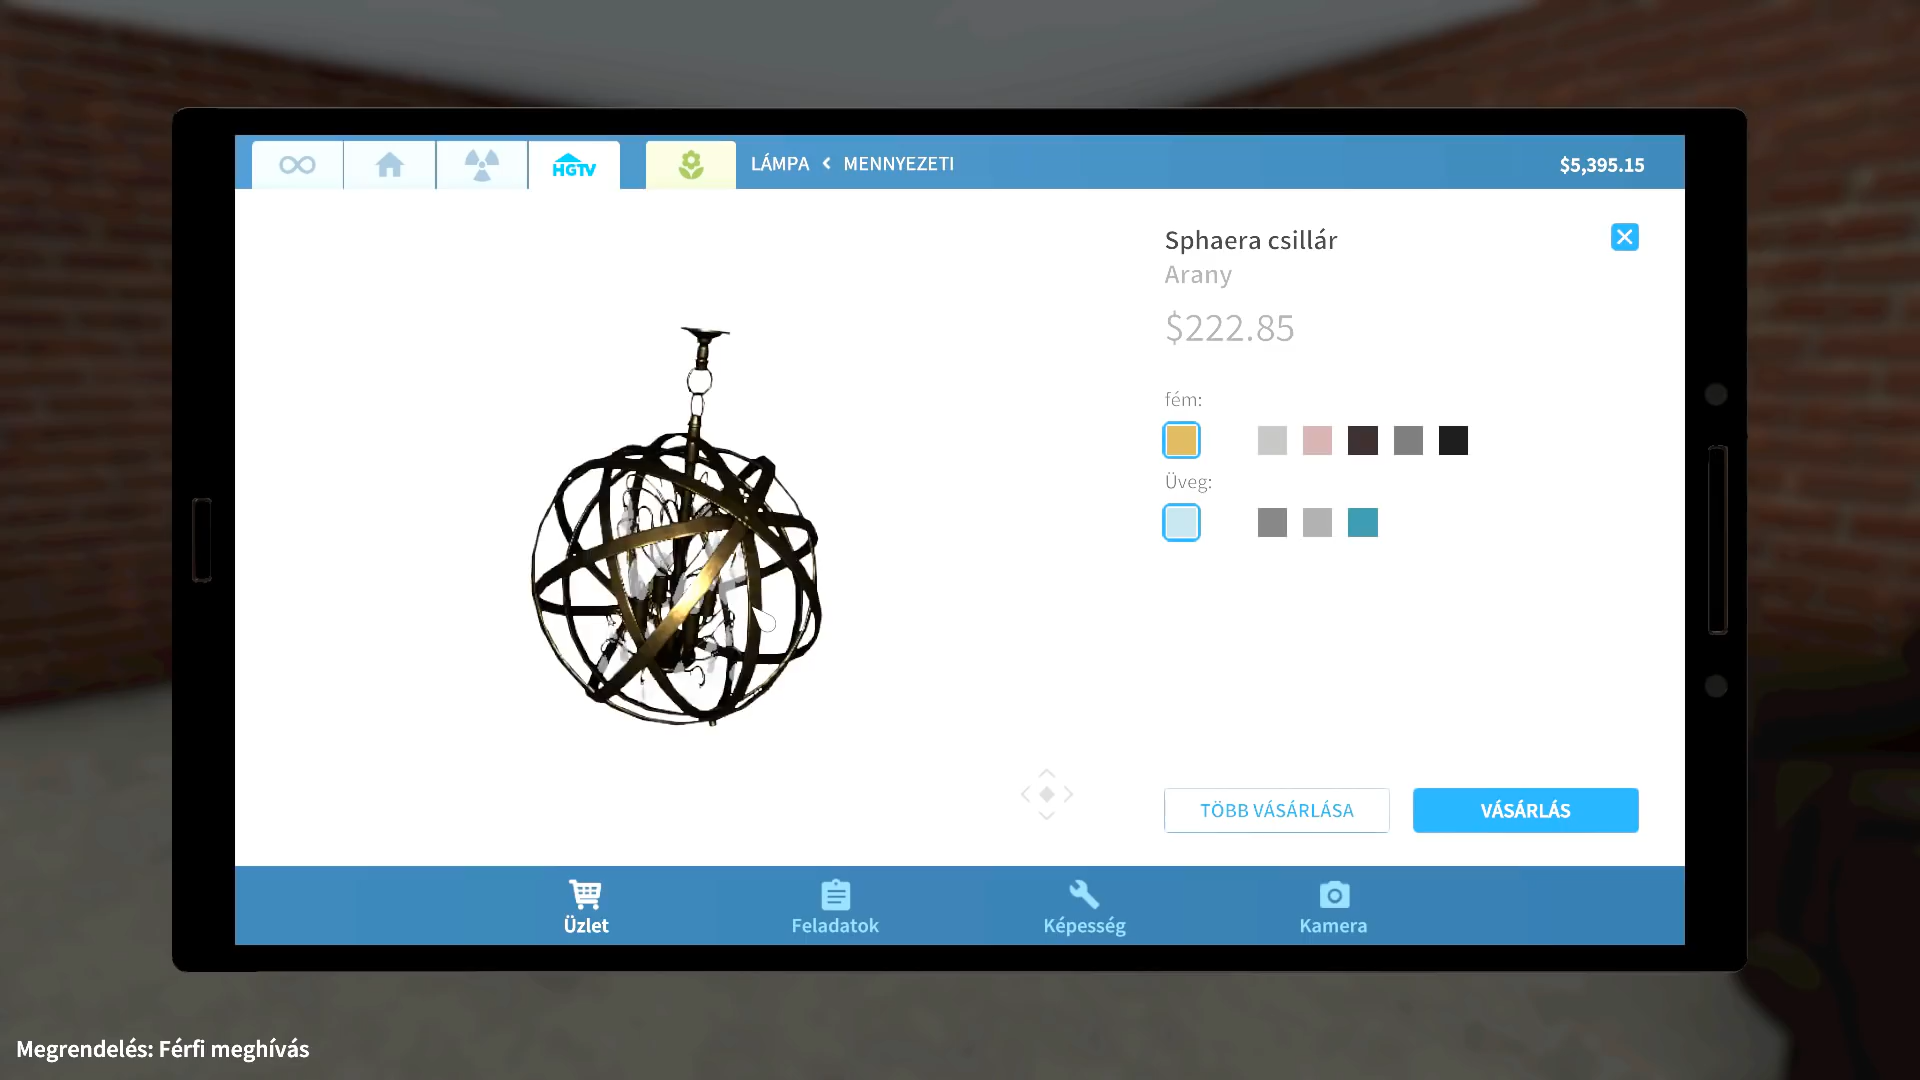 HGTV
LÁMPA < MENNYEZETI
$5,395.15
Sphaera csillár
Arany
$222.85
fém:
Üveg:
TÖBB VÁSÁRLÁSA
VÁSÁRLÁS
Üzlet
Feladatok
Képesség
Kamera
Megrendelés: Férfi meghívás